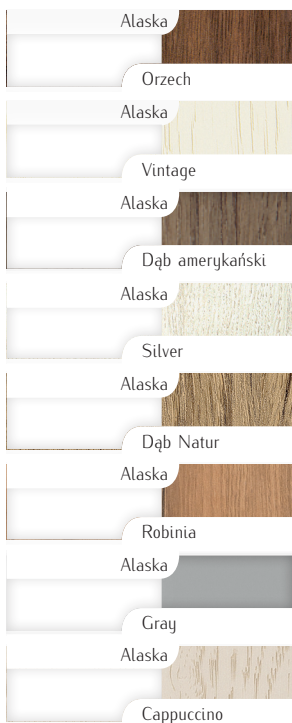 Alaska
Orzech
Alaska
Vintage
Alaska
Dąb amerykański
Alaska
Silver
Alaska
Dąb Natur
Alaska
Robinia
Alaska
Gray
Alaska
Cappuccino